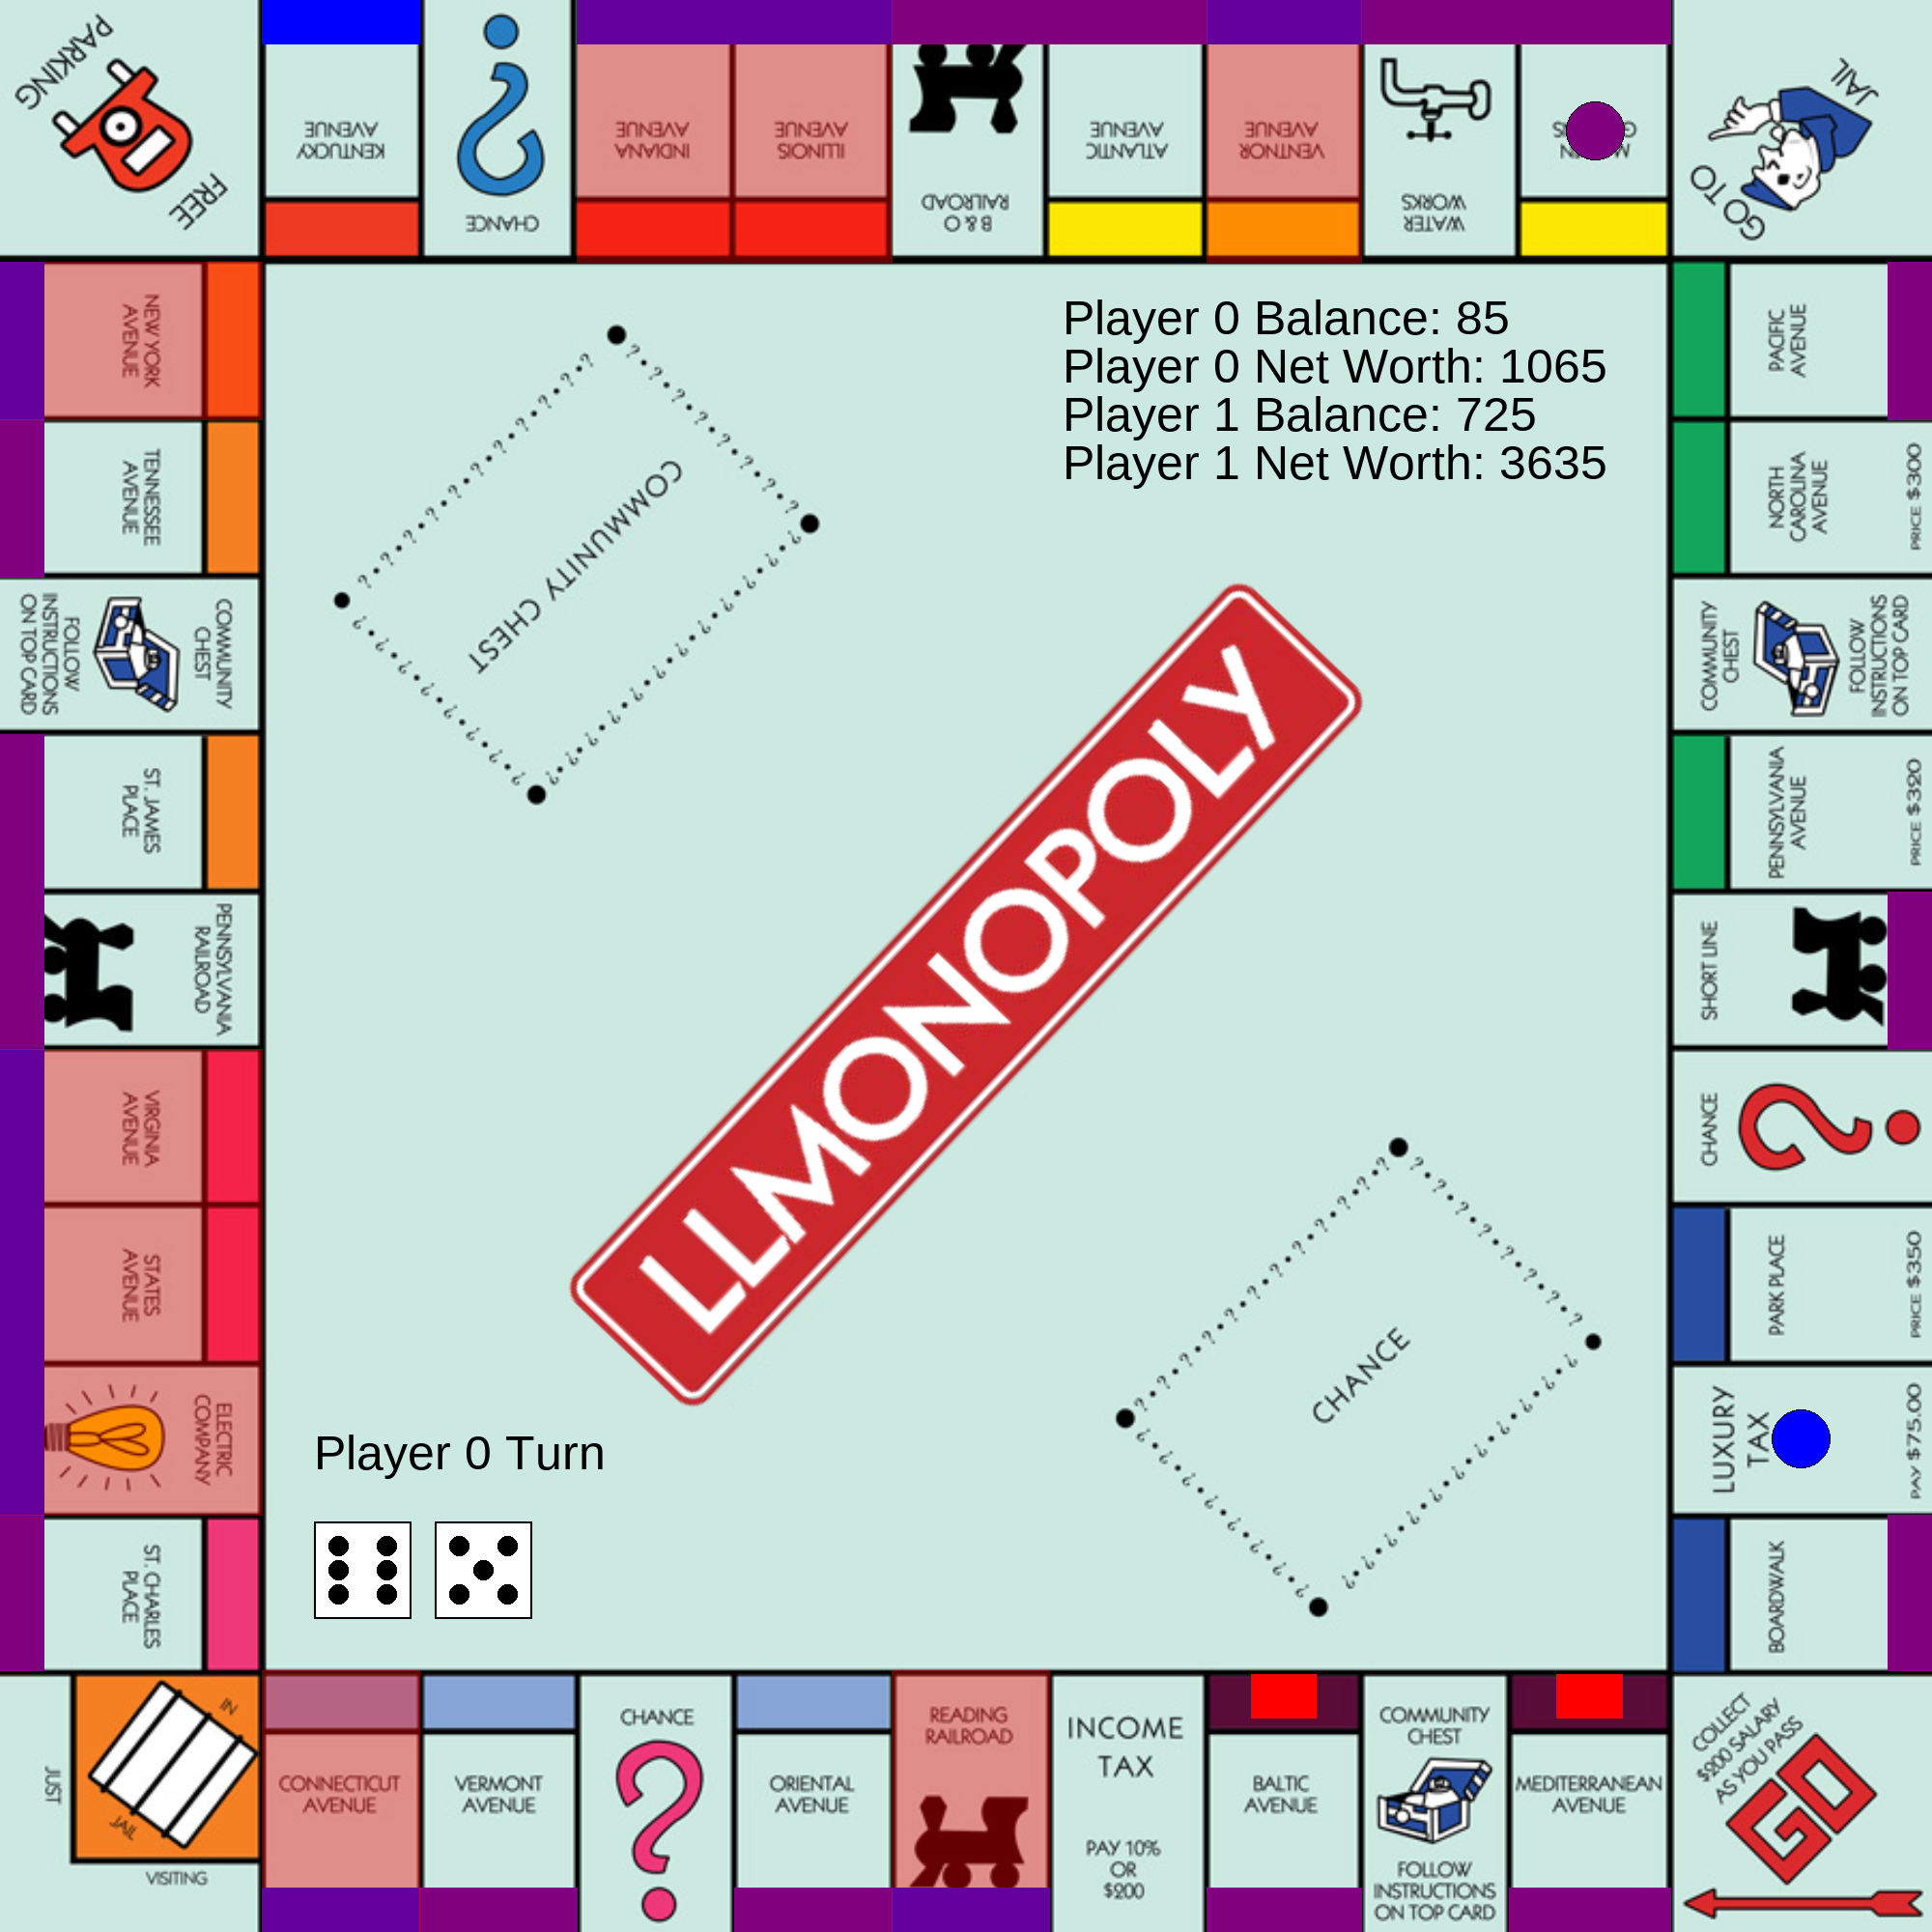 PARKING
FREE
KENTUCKY
AVENUE
CHANCE
INDIANA
AVENUE
ILLINOIS
AVENUE
B & O
RAILROAD
ATLANTIC
AVENUE
VENTNOR
AVENUE
WATER
WORKS
GO TO
JAIL
NEW YORK
AVENUE
TENNESSEE
AVENUE
COMMUNITY
CHEST
FOLLOW
INSTRUCTIONS
ON TOP CARD
ST. JAMES
PLACE
PENNSYLVANIA
RAILROAD
VIRGINIA
AVENUE
STATES
AVENUE
ELECTRIC
COMPANY
ST. CHARLES
PLACE
Player 0 Balance: 85
Player 0 Net Worth: 1065
Player 1 Balance: 725
Player 1 Net Worth: 3635
COMMUNITY CHEST
LLMONOPOLY
CHANCE
Player 0 Turn
PACIFIC
AVENUE
NORTH
CAROLINA
AVENUE
PRICE $300
COMMUNITY
CHEST
FOLLOW
INSTRUCTIONS
ON TOP CARD
PENNSYLVANIA
AVENUE
PRICE $320
SHORT LINE
CHANCE
PARK PLACE
PRICE $350
LUXURY
TAX
PAY $75.00
BOARDWALK
JUST
VISITING
IN
JAIL
CONNECTICUT
AVENUE
VERMONT
AVENUE
CHANCE
ORIENTAL
AVENUE
READING
RAILROAD
INCOME
TAX
PAY 10%
OR
$200
BALTIC
AVENUE
COMMUNITY
CHEST
FOLLOW
INSTRUCTIONS
ON TOP CARD
MEDITERRANEAN
AVENUE
COLLECT
$200 SALARY
AS YOU PASS
GO